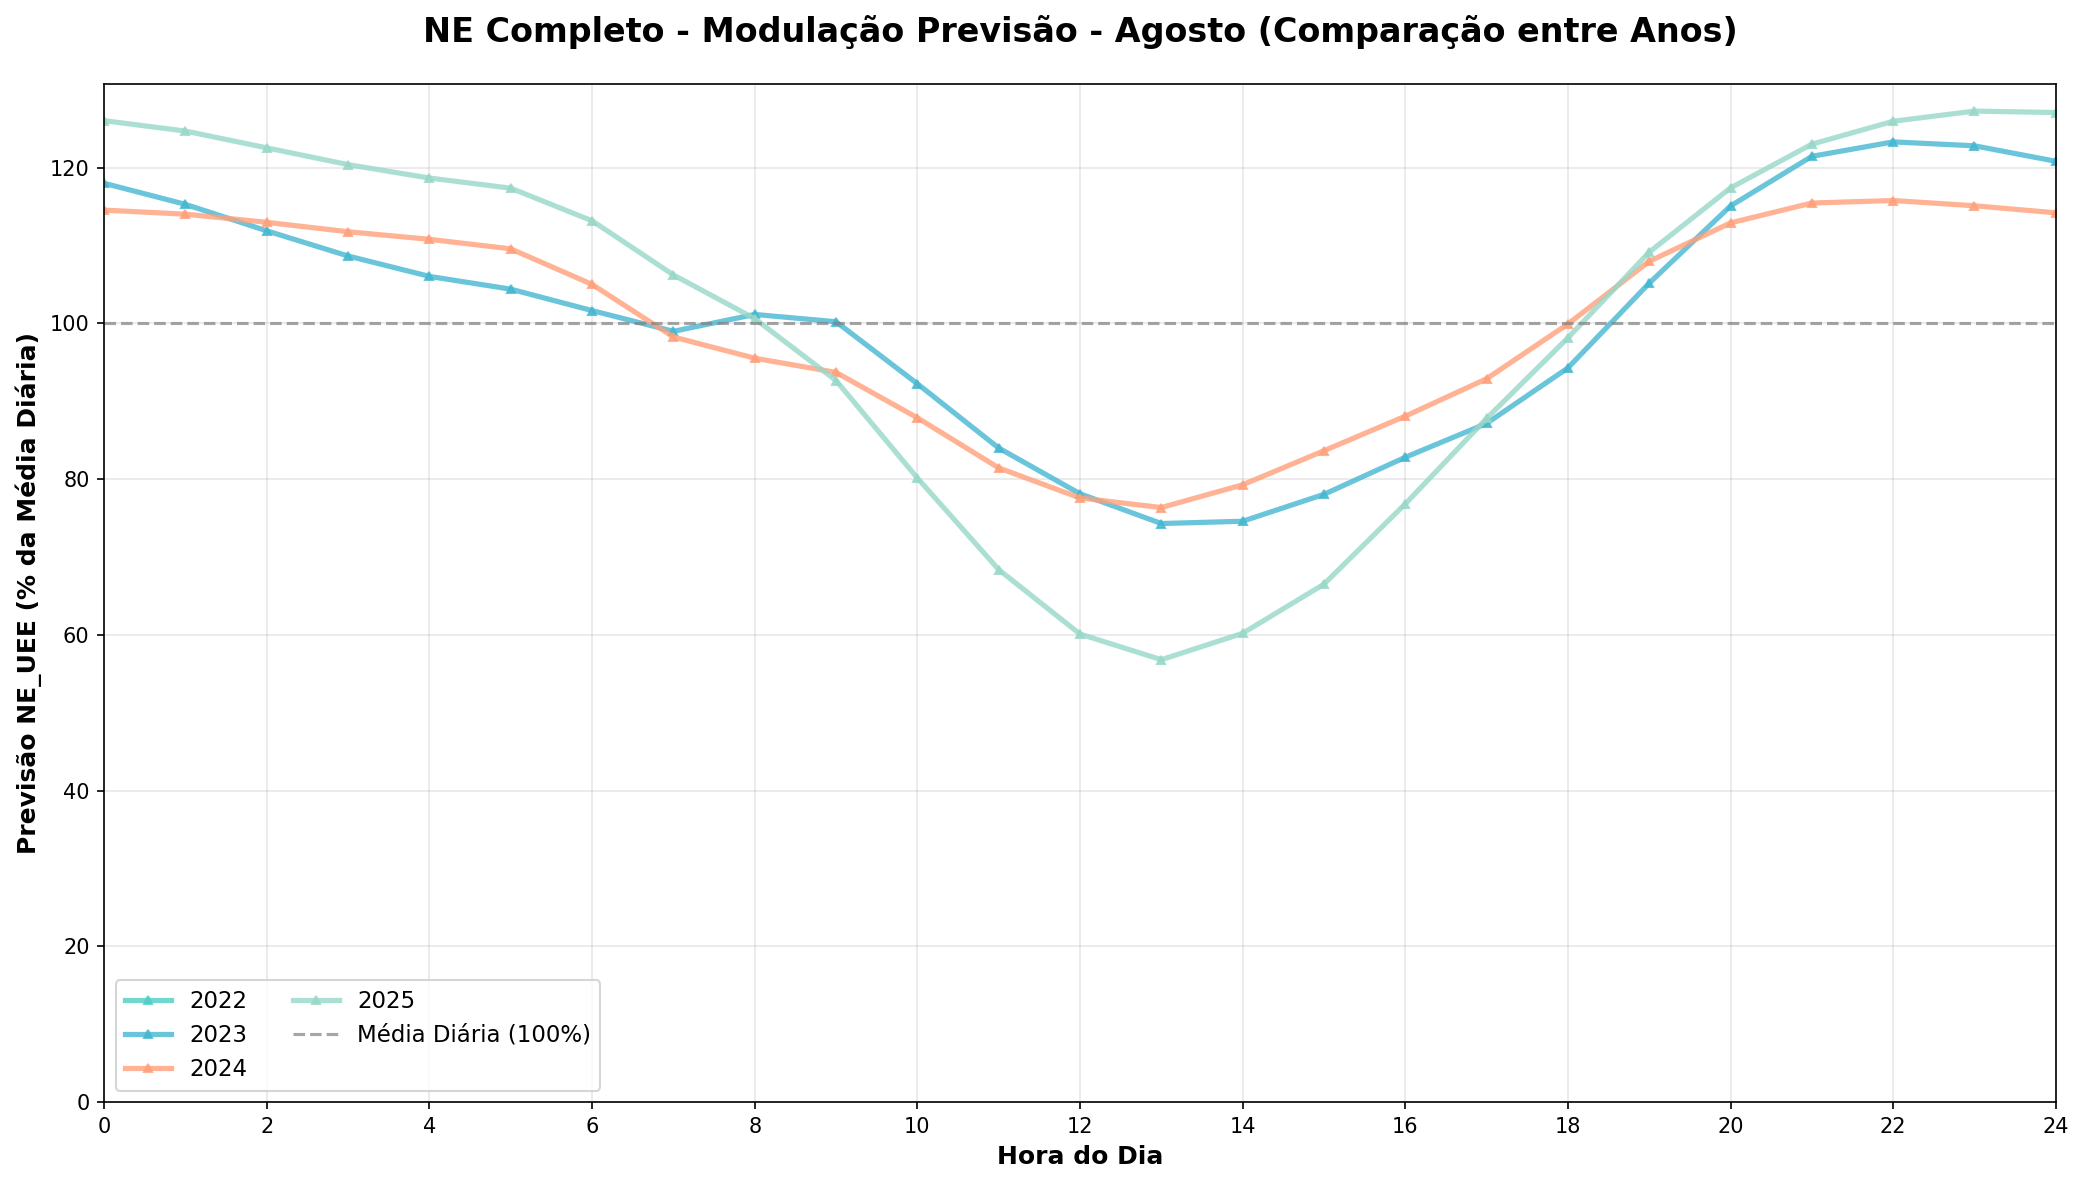 NE Completo - Modulação Previsão - Agosto (Comparação entre Anos)
Previsão NE_UEE (% da Média Diária)
120
100
80
60
40
20
0
2022
2023
2024
2025
Média Diária (100%)
0 2 4 6 8 10 12 14 16 18 20 22 24
Hora do Dia